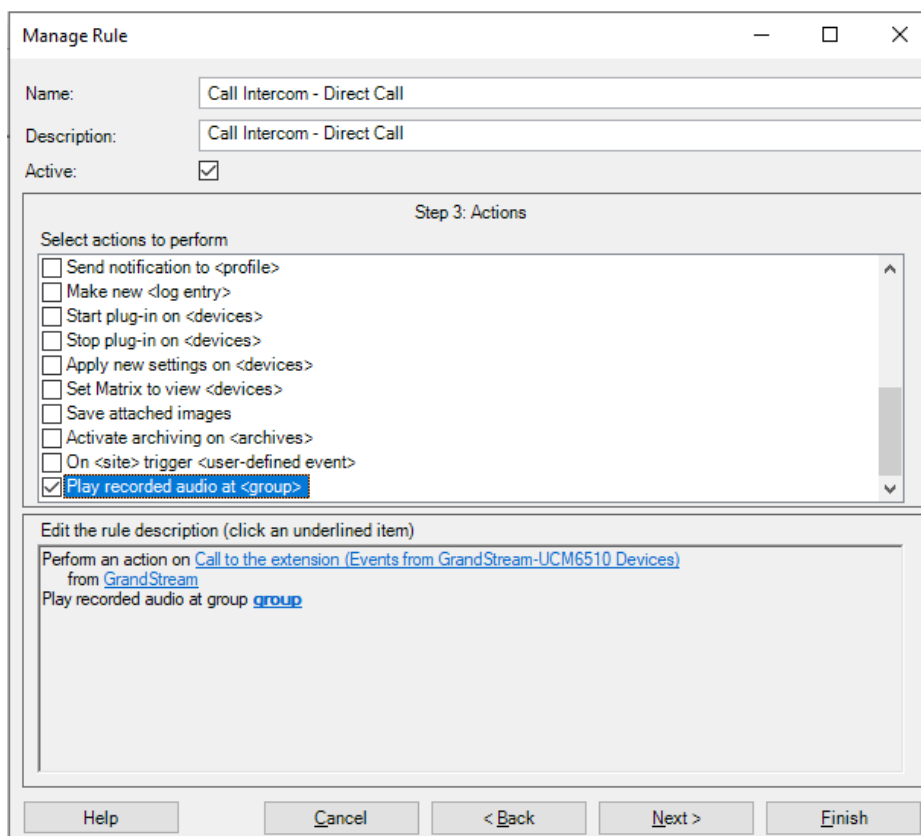 Manage Rule
Name: Call Intercom - Direct Call
Description: Call Intercom - Direct Call
Active:
Step 3: Actions
Select actions to perform
Send notification to <profile>
Make new <log entry>
Start plug-in on <devices>
Stop plug-in on <devices>
Apply new settings on <devices>
Set Matrix to view <devices>
Save attached images
Activate archiving on <archives>
On <site> trigger <user-defined event>
Play recorded audio at <group>
Edit the rule description (click an underlined item)
Perform an action on Call to the extension (Events from GrandStream-UCM6510 Devices)
from GrandStream
Play recorded audio at group group
Help Cancel < Back Next > Finish